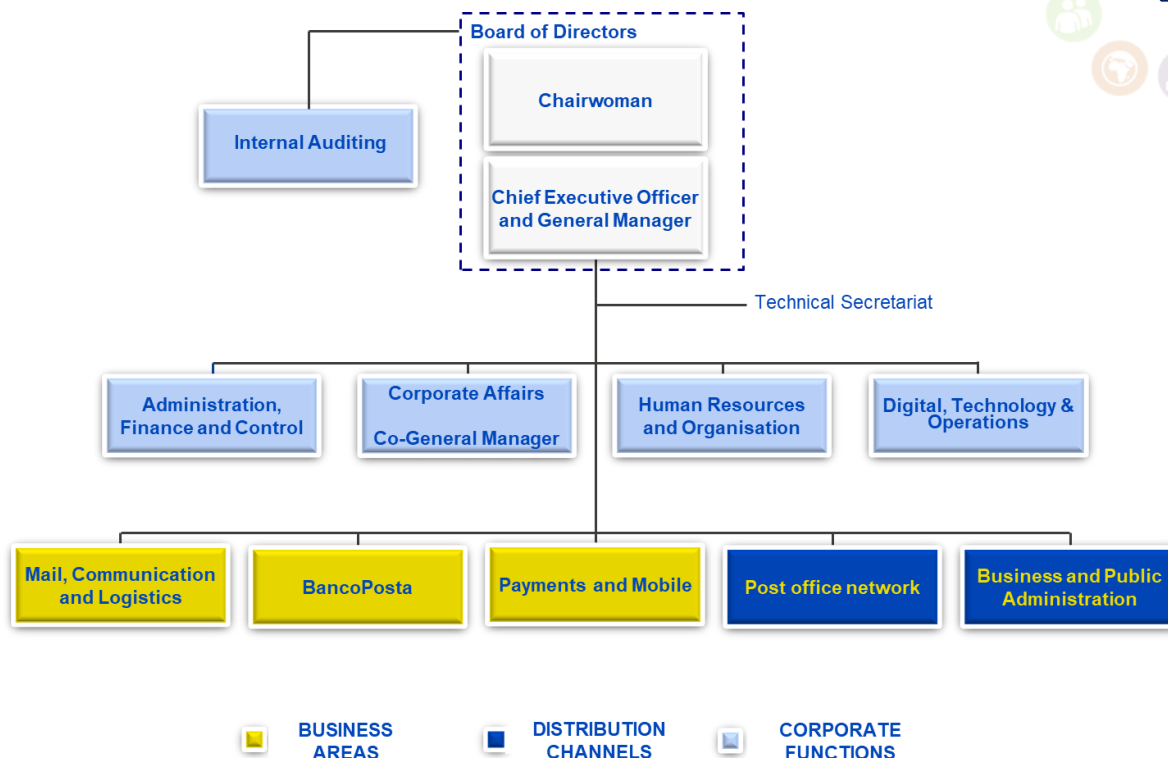 Board of Directors
Chairwoman
Internal Auditing
Chief Executive Officer
and General Manager
Technical Secretariat
Administration,
Finance and Control
Corporate Affairs
Co-General Manager
Human Resources
and Organisation
Digital, Technology &
Operations
Mail, Communication
and Logistics
BancoPosta
Payments and Mobile
Post office network
Business and Public
Administration
BUSINESS
AREAS
DISTRIBUTION
CHANNELS
CORPORATE
FUNCTIONS